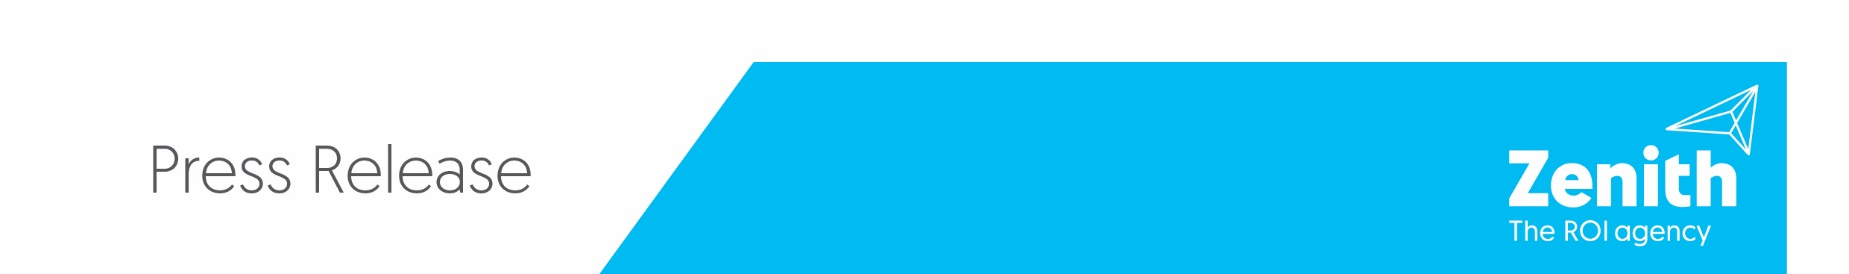 Press Release
Zenith
The ROI agency